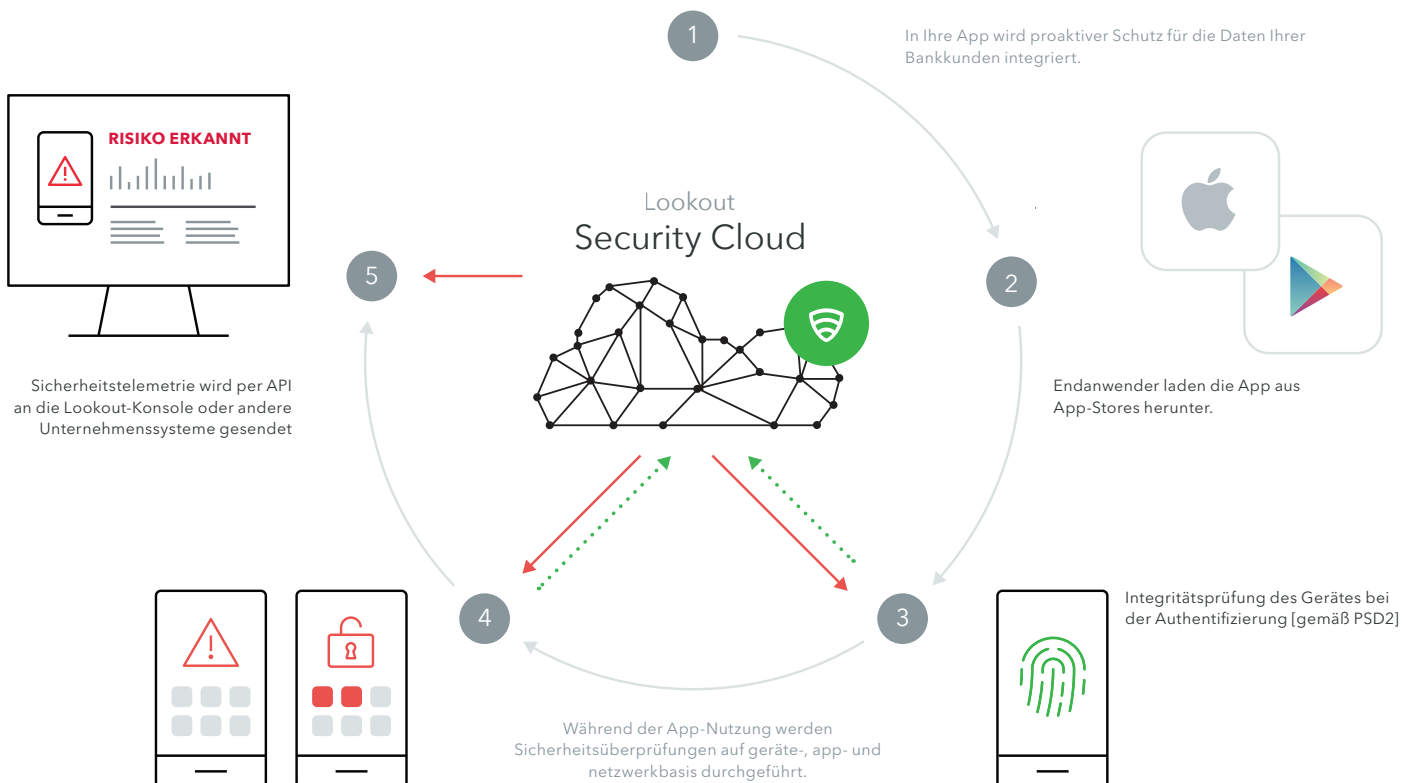 1
In Ihre App wird proaktiver Schutz für die Daten Ihrer
Bankkunden integriert.
RISIKO ERKANNT
Lookout
Security Cloud
5
2
Sicherheitstelemetrie wird per API
an die Lookout-Konsole oder andere
Unternehmenssysteme gesendet
Endanwender laden die App aus
App-Stores herunter.
4
3
Integritätsprüfung des Gerätes bei
der Authentifizierung [gemäß PSD2]
Während der App-Nutzung werden
Sicherheitsüberprüfungen auf geräte-, app- und
netzwerkbasis durchgeführt.